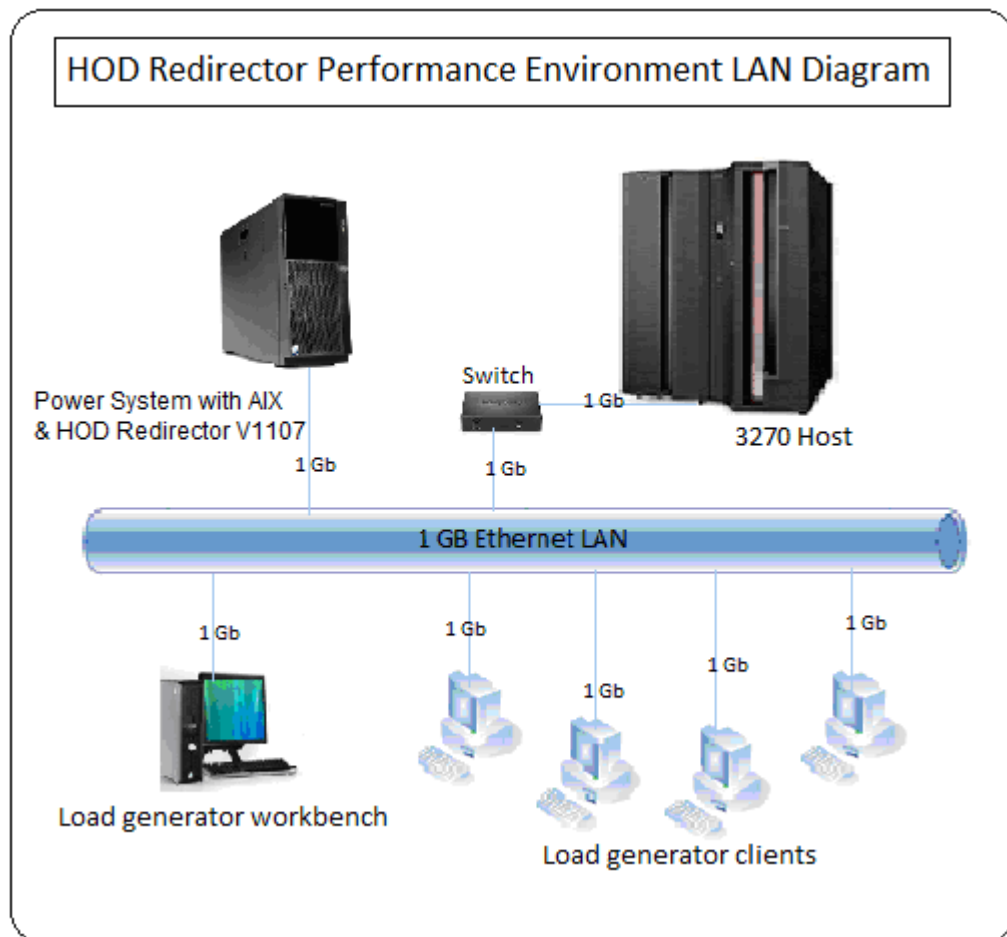 HOD Redirector Performance Environment LAN Diagram
Switch
1 Gb
Power System with AIX
& HOD Redirector V1107
3270 Host
1 Gb
1 Gb
1 GB Ethernet LAN
1 Gb
1 Gb
1 Gb
1 Gb
1 Gb
Load generator workbench
Load generator clients